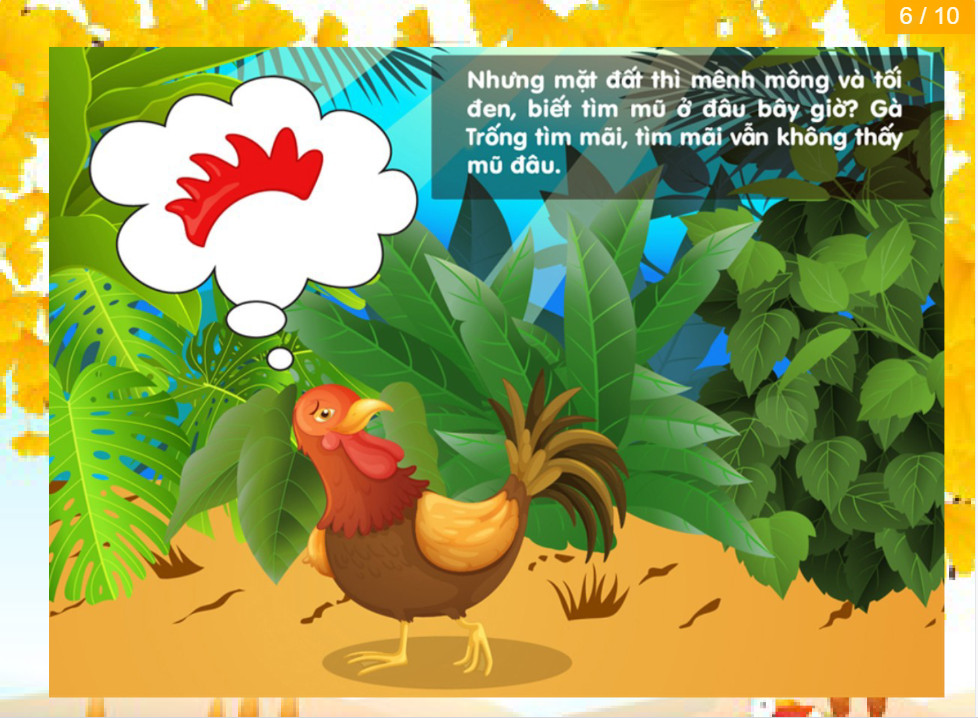 6 / 10
Nhưng mặt đất thì mênh mông và tối
đen, biết tìm mũ ở đâu bây giờ? Gà
Trống tìm mãi, tìm mãi vẫn không thấy
mũ đâu.